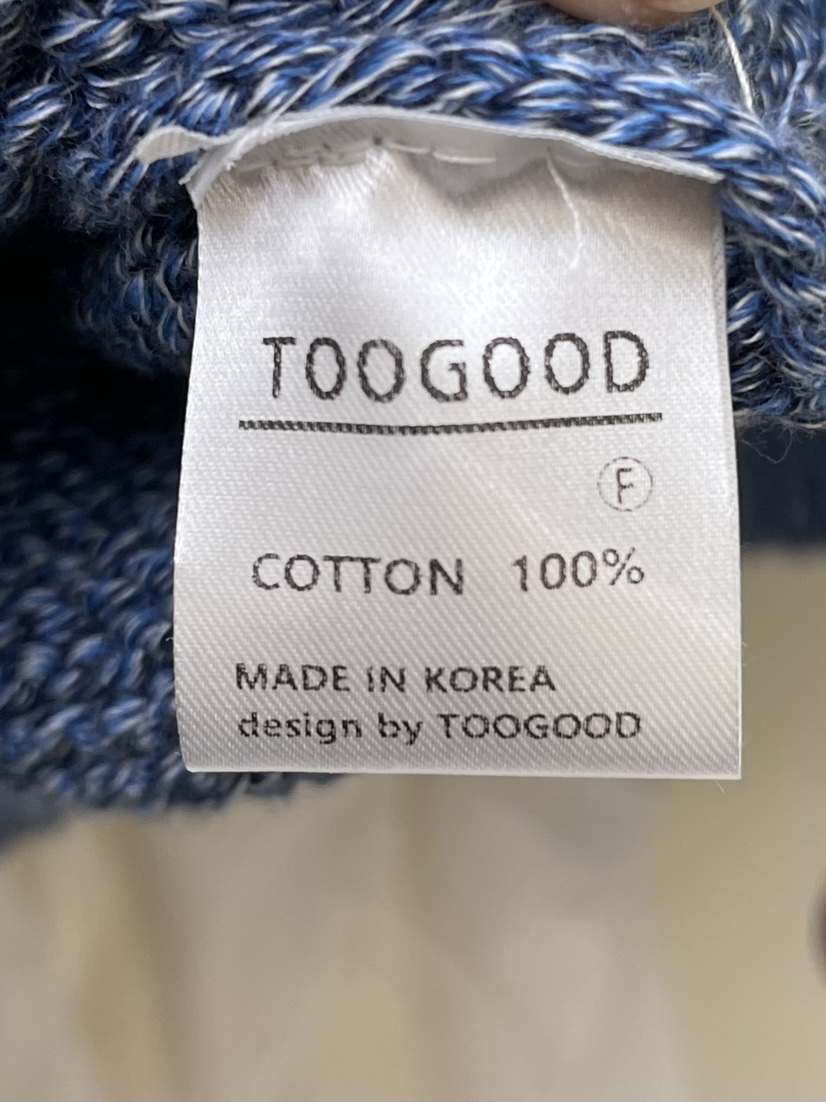 TOOGOOD
F
COTTON 100%
MADE IN KOREA
design by TOOGOOD